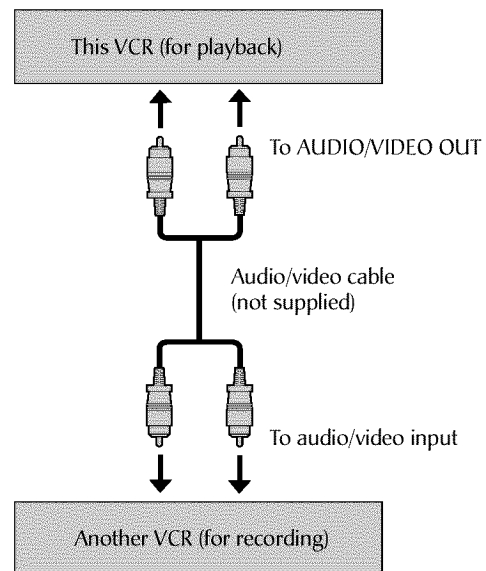 This VCR (for playback)
To AUDIO/VIDEO OUT
Audio/video cable
(not supplied)
To audio/video input
Another VCR (for recording)